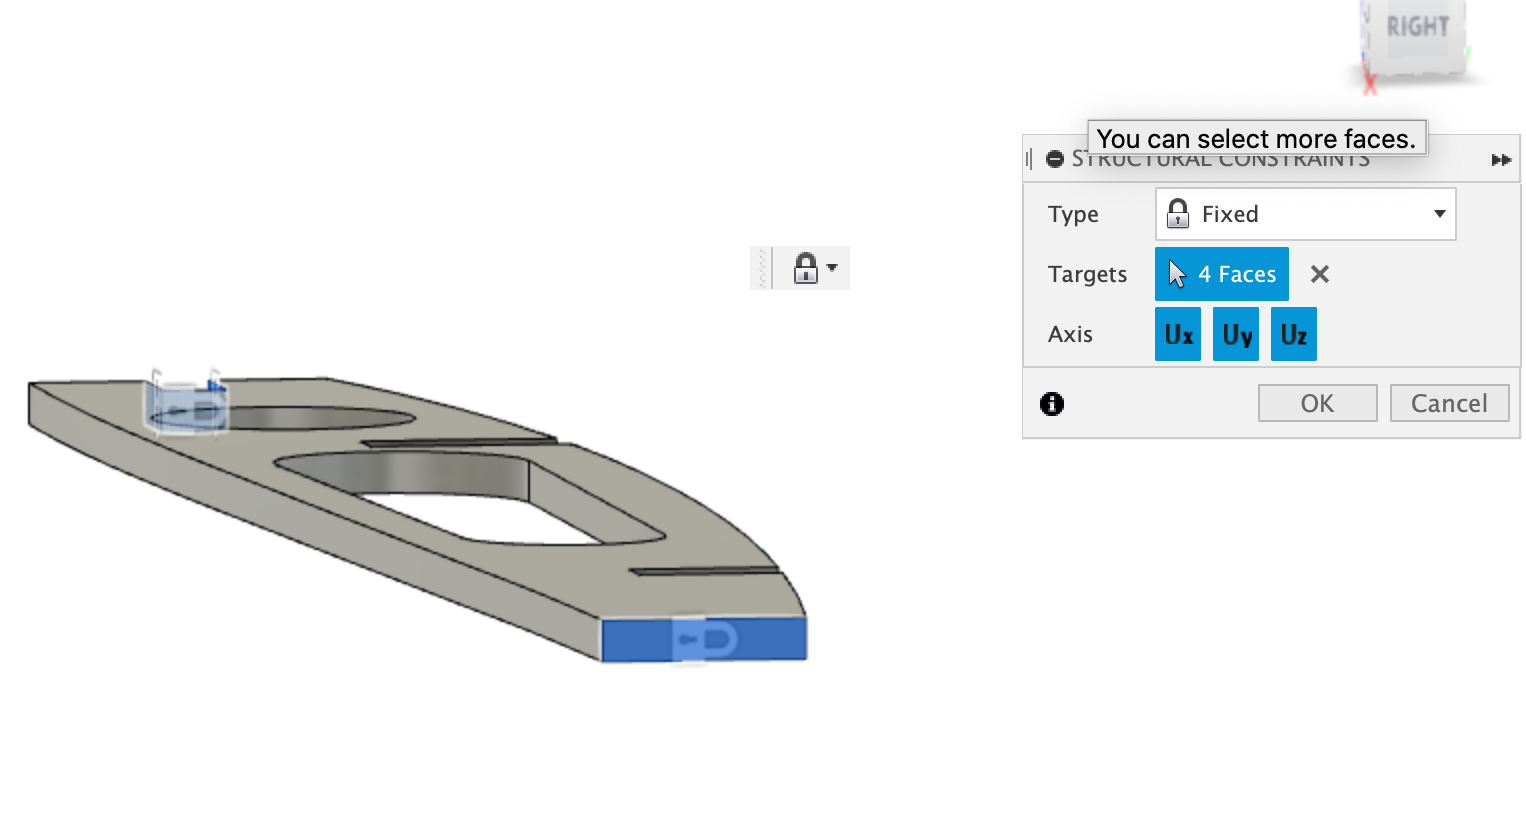 RIGHT
X
You can select more faces.
STRUCTURAL CONSTRAINTS
Type Fixed
Targets 4 Faces
Axis Ux Uy Uz
OK Cancel